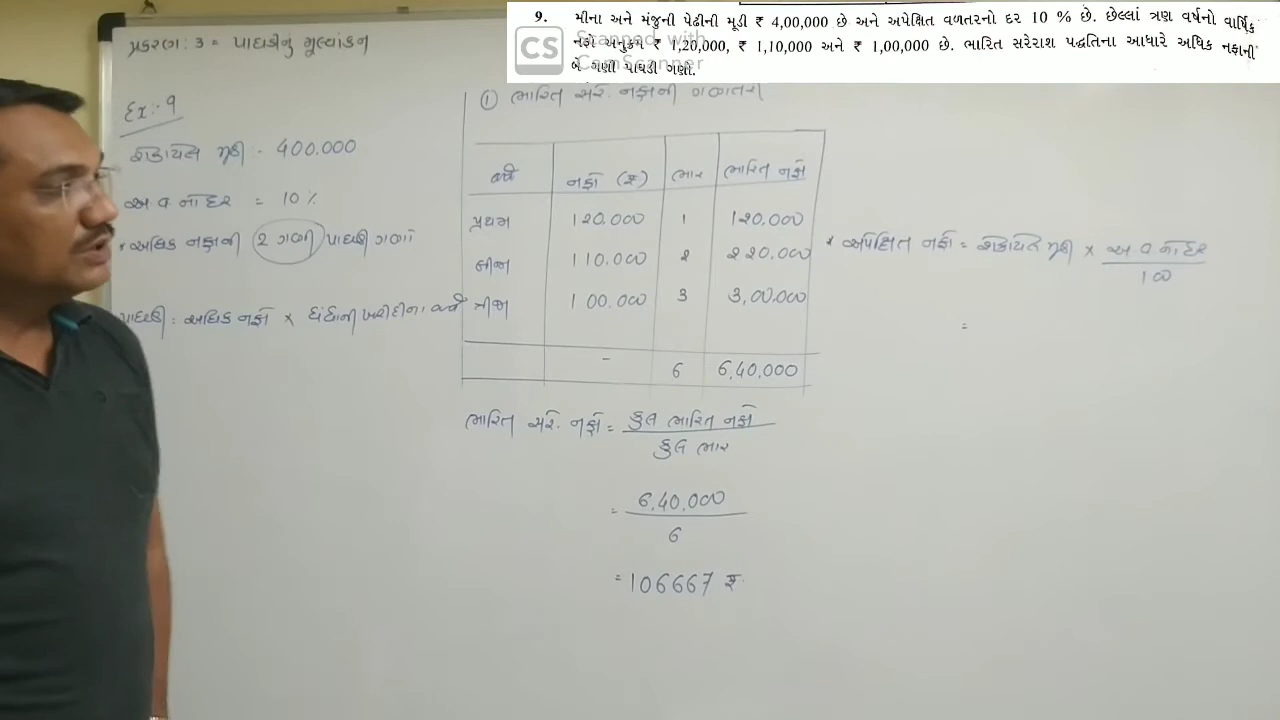 9. મીના અને મંજુની પેઢીની મૂડી ₹ 4,00,000 છે અને અપેક્ષિત વળતરનો દર 10 % છે. છેલ્લાં ત્રણ વર્ષનો વાર્ષિક
નફો અનુક્રમે ₹ 1,20,000, ₹ 1,10,000 અને ₹ 1,00,000 છે. ભારિત સરેરાશ પદ્ધતિના આધારે અધિક નફાની
બે ગણી પાઘડી ગણો.
CS Scanned with
CamScanner
પ્રકરણ : 3 = પાઘડીનું મૂલ્યાંકન
Ex :- 9
રોકાયેલ મૂડી - 400.000
અ વ નો દર = 10 %
* અધિક નફાની 2 ગણી પાઘડી ગણો
પાઘડી : અધિક નફો × ધંધાની ખરીદીના વર્ષ
① ભારિત સરે. નફાની ગણતરી
વર્ષ નફો (₹) ભાર ભારિત નફો
પ્રથમ 120.000 1 120.000
બીજા 110.000 2 220.000
ત્રીજા 100.000 3 3,00.000
- 6 6,40,000
ભારિત સરે. નફો = કુલ ભારિત નફો
કુલ ભાર
= 6,40,000
6
= 106667 ₹.
* અપેક્ષિત નફો = રોકાયેલ મૂડી × અ વ નો દર
100
=